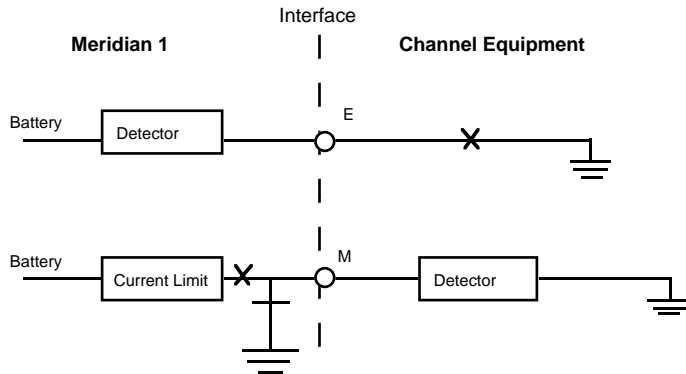 Interface
Meridian 1
Channel Equipment
Battery
Detector
E
Battery
Current Limit
M
Detector